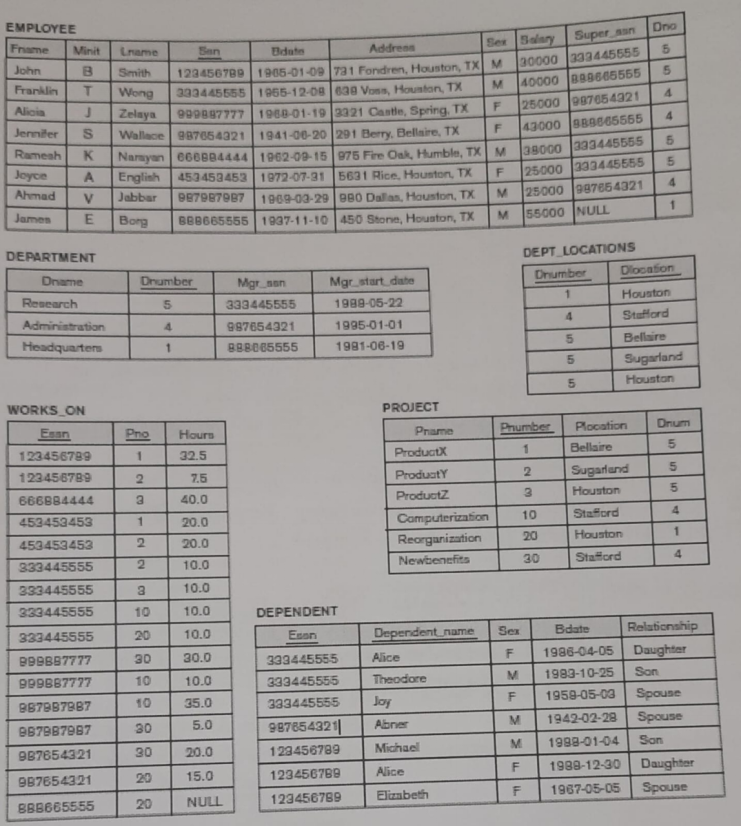 EMPLOYEE
Fname Minit Lname Ssn Bdate Address Sex Salary Super_ssn Dno
John B Smith 123456789 1965-01-09 731 Fondren, Houston, TX M 30000 333445555 5
Franklin T Wong 333445555 1955-12-08 638 Voss, Houston, TX M 40000 888665555 5
Alicia J Zelaya 999887777 1968-01-19 3321 Castle, Spring, TX F 25000 987654321 4
Jennifer S Wallace 987654321 1941-06-20 291 Berry, Bellaire, TX F 43000 888665555 4
Ramesh K Narayan 666884444 1962-09-15 975 Fire Oak, Humble, TX M 38000 333445555 5
Joyce A English 453453453 1972-07-31 5631 Rice, Houston, TX F 25000 333445555 5
Ahmad V Jabbar 987987987 1969-03-29 980 Dallas, Houston, TX M 25000 987654321 4
James E Borg 888665555 1937-11-10 450 Stone, Houston, TX M 55000 NULL 1
DEPARTMENT
Dname Dnumber Mgr_ssn Mgr_start_date
Research 5 333445555 1988-05-22
Administration 4 987654321 1995-01-01
Headquarters 1 888665555 1981-06-19
DEPT_LOCATIONS
Dnumber Dlocation
1 Houston
4 Stafford
5 Bellaire
5 Sugarland
5 Houston
WORKS_ON
Essn Pno Hours
123456789 1 32.5
123456789 2 7.5
666884444 3 40.0
453453453 1 20.0
453453453 2 20.0
333445555 2 10.0
333445555 3 10.0
333445555 10 10.0
333445555 20 10.0
999887777 30 30.0
999887777 10 10.0
987987987 10 35.0
987987987 30 5.0
987654321 30 20.0
987654321 20 15.0
888665555 20 NULL
PROJECT
Pname Pnumber Plocation Dnum
ProductX 1 Bellaire 5
ProductY 2 Sugarland 5
ProductZ 3 Houston 5
Computerization 10 Stafford 4
Reorganization 20 Houston 1
Newbenefits 30 Stafford 4
DEPENDENT
Essn Dependent_name Sex Bdate Relationship
333445555 Alice F 1986-04-05 Daughter
333445555 Theodore M 1983-10-25 Son
333445555 Joy F 1958-05-03 Spouse
987654321 Abner M 1942-02-28 Spouse
123456789 Michael M 1988-01-04 Son
123456789 Alice F 1988-12-30 Daughter
123456789 Elizabeth F 1967-05-05 Spouse